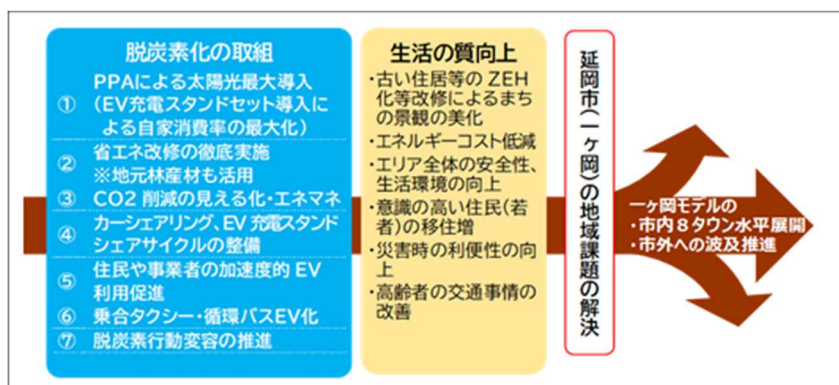 脱炭素化の取組
① PPAによる太陽光最大導入
(EV充電スタンドセット導入に
よる自家消費率の最大化)
② 省エネ改修の徹底実施
※地元林産材も活用
③ CO2 削減の見える化・エネマネ
④ カーシェアリング、EV 充電スタンド
シェアサイクルの整備
⑤ 住民や事業者の加速度的 EV
利用促進
⑥ 乗合タクシー・循環バスEV化
⑦ 脱炭素行動変容の推進
生活の質向上
・古い住居等の ZEH
化等改修によるまち
の景観の美化
・エネルギーコスト低減
・エリア全体の安全性、
生活環境の向上
・意識の高い住民(若
者)の移住増
・災害時の利便性の向
上
・高齢者の交通事情の
改善
延岡市(一ヶ岡)の地域課題の解決
一ヶ岡モデルの
・市内8タウン水平展開
・市外への波及推進